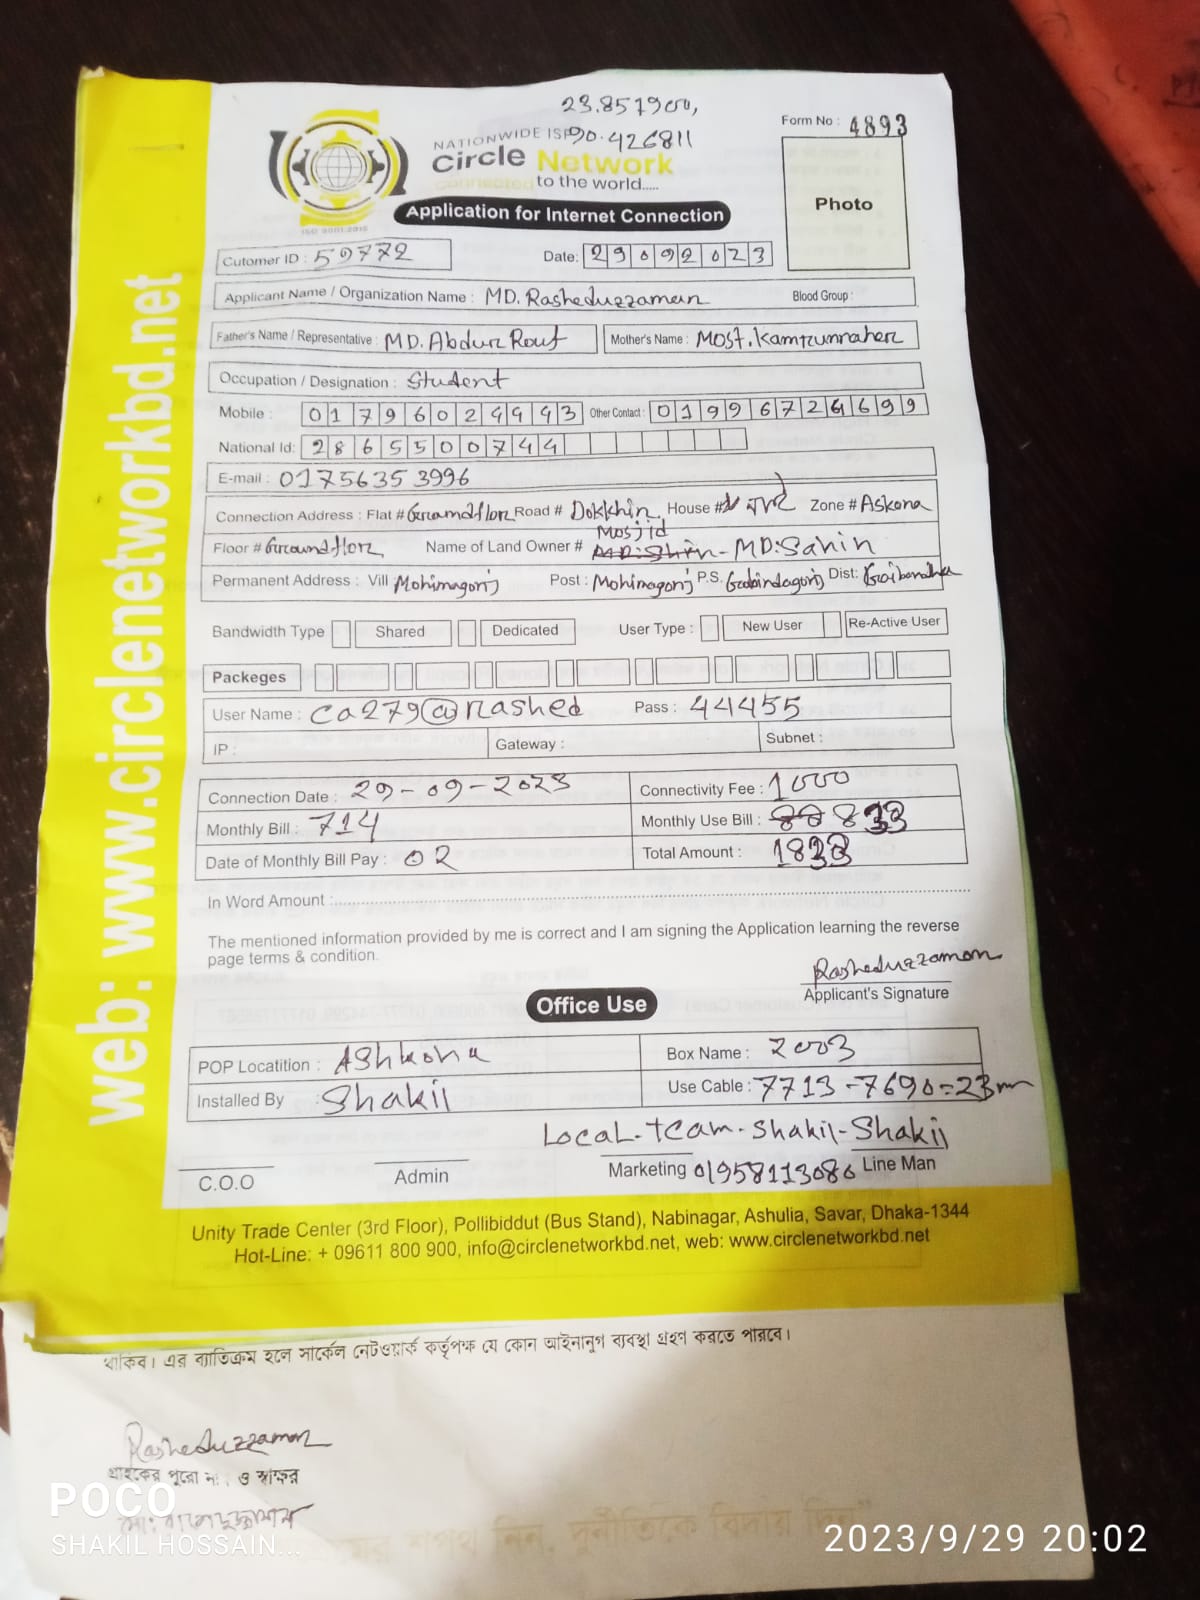 23.851900,
NATIONWIDE ISP 90.426811
Circle Network
connected to the world.....
ISO 9001:2015
Form No : 4893
Photo
Application for Internet Connection
Cutomer ID : 59772 Date: 29092023
Applicant Name / Organization Name : MD. Rasheduzzaman Blood Group :
Father's Name / Representative : MD. Abdur Rouf Mother's Name : Most. Kamrunnaher
Occupation / Designation : Student
Mobile : 01796024943 Other Contact : 01996726699
National Id: 2865500744
E-mail : 01756353996
Connection Address : Flat # Groundflor Road # Dokkhin House # Zone # Askona
Mosjid
Floor # Groundflor Name of Land Owner # - MD: Sahin
Permanent Address : Vill Mohimagonj Post : Mohimagonj P.S. Gobindagonj Dist: Gaibandha
Bandwidth Type Shared Dedicated User Type : New User Re-Active User
Packeges
User Name : ca279@rashed Pass : 44455
IP : Gateway : Subnet :
Connection Date : 29-09-2023 Connectivity Fee : 1000
Monthly Bill : 714 Monthly Use Bill : 833
Date of Monthly Bill Pay : 02 Total Amount : 1833
In Word Amount :
The mentioned information provided by me is correct and I am signing the Application learning the reverse
page terms & condition.
Rasheduzzaman
Applicant's Signature
Office Use
POP Locatition : AShkona Box Name : 2003
Installed By : Shakil Use Cable : 7713-7690=23m
Local-team-shakil-Shakil
C.O.O Admin Marketing 01958113086 Line Man
Unity Trade Center (3rd Floor), Pollibiddut (Bus Stand), Nabinagar, Ashulia, Savar, Dhaka-1344
Hot-Line: + 09611 800 900, info@circlenetworkbd.net, web: www.circlenetworkbd.net
web: www.circlenetworkbd.net
থাকিব। এর ব্যতিক্রম হলে সার্কেল নেটওয়ার্ক কর্তৃপক্ষ যে কোন আইনানুগ ব্যবস্থা গ্রহণ করতে পারবে।
Rasheduzzaman
গ্রাহকের পুরো নাম ও স্বাক্ষর
মো: রাশেদুজ্জামান
শপথ নিন, দুর্নীতিকে বিদায় দিন"
POCO
SHAKIL HOSSAIN...
2023/9/29 20:02